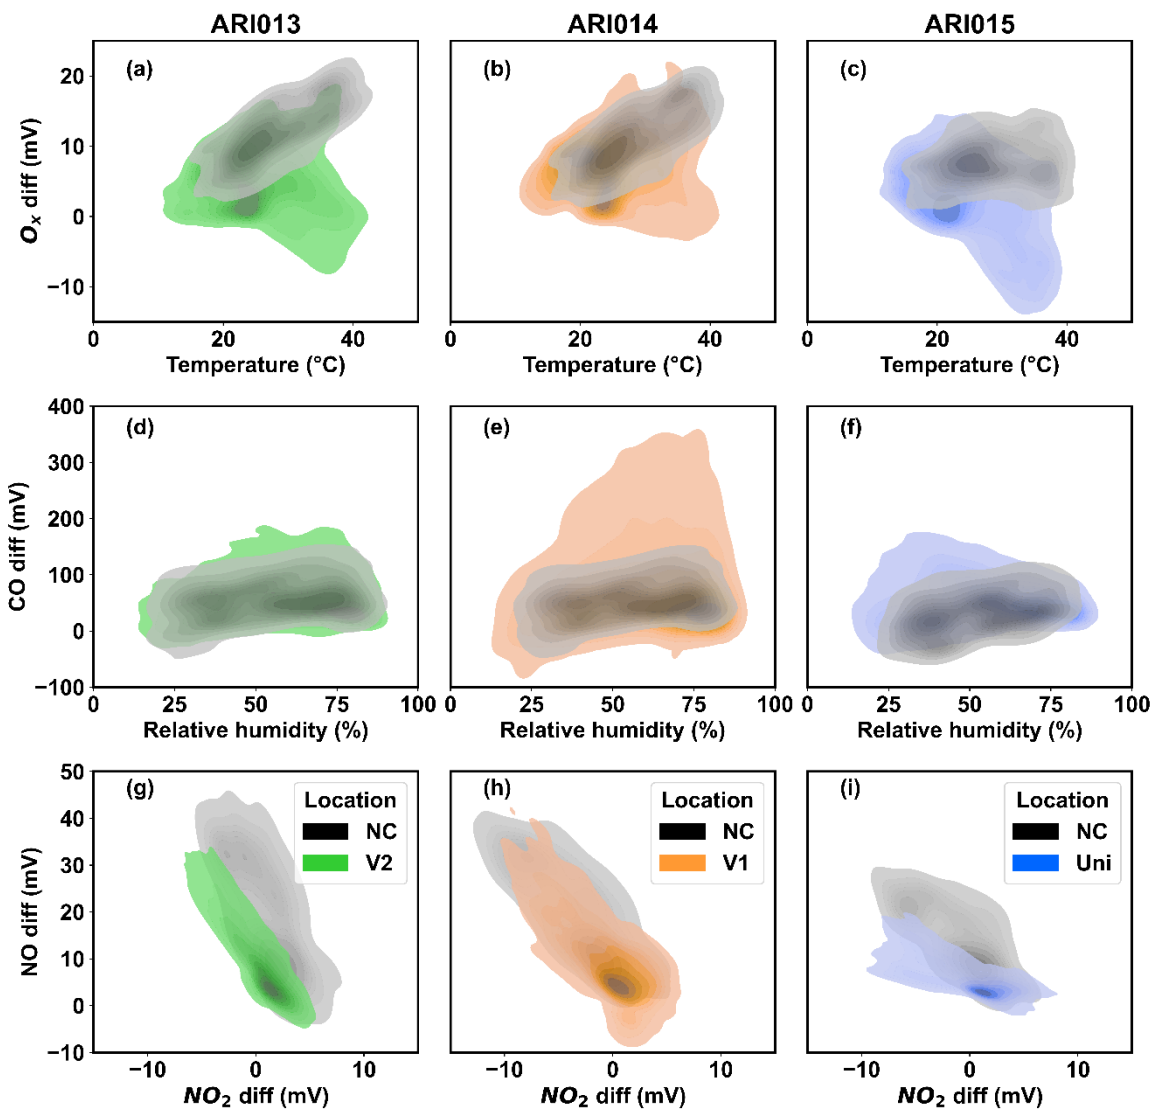 ARI013 ARI014 ARI015
(a) (b) (c)
20
10
0
−10
Oₓ diff (mV)
0 20 40 0 20 40 0 20 40
Temperature (°C) Temperature (°C) Temperature (°C)
(d) (e) (f)
400
300
200
100
0
−100
CO diff (mV)
0 25 50 75 100 0 25 50 75 100 0 25 50 75 100
Relative humidity (%) Relative humidity (%) Relative humidity (%)
(g) (h) (i)
50
40
30
20
10
0
−10
NO diff (mV)
Location
NC
V2
Location
NC
V1
Location
NC
Uni
−10 0 10 −10 0 10 −10 0 10
NO₂ diff (mV) NO₂ diff (mV) NO₂ diff (mV)